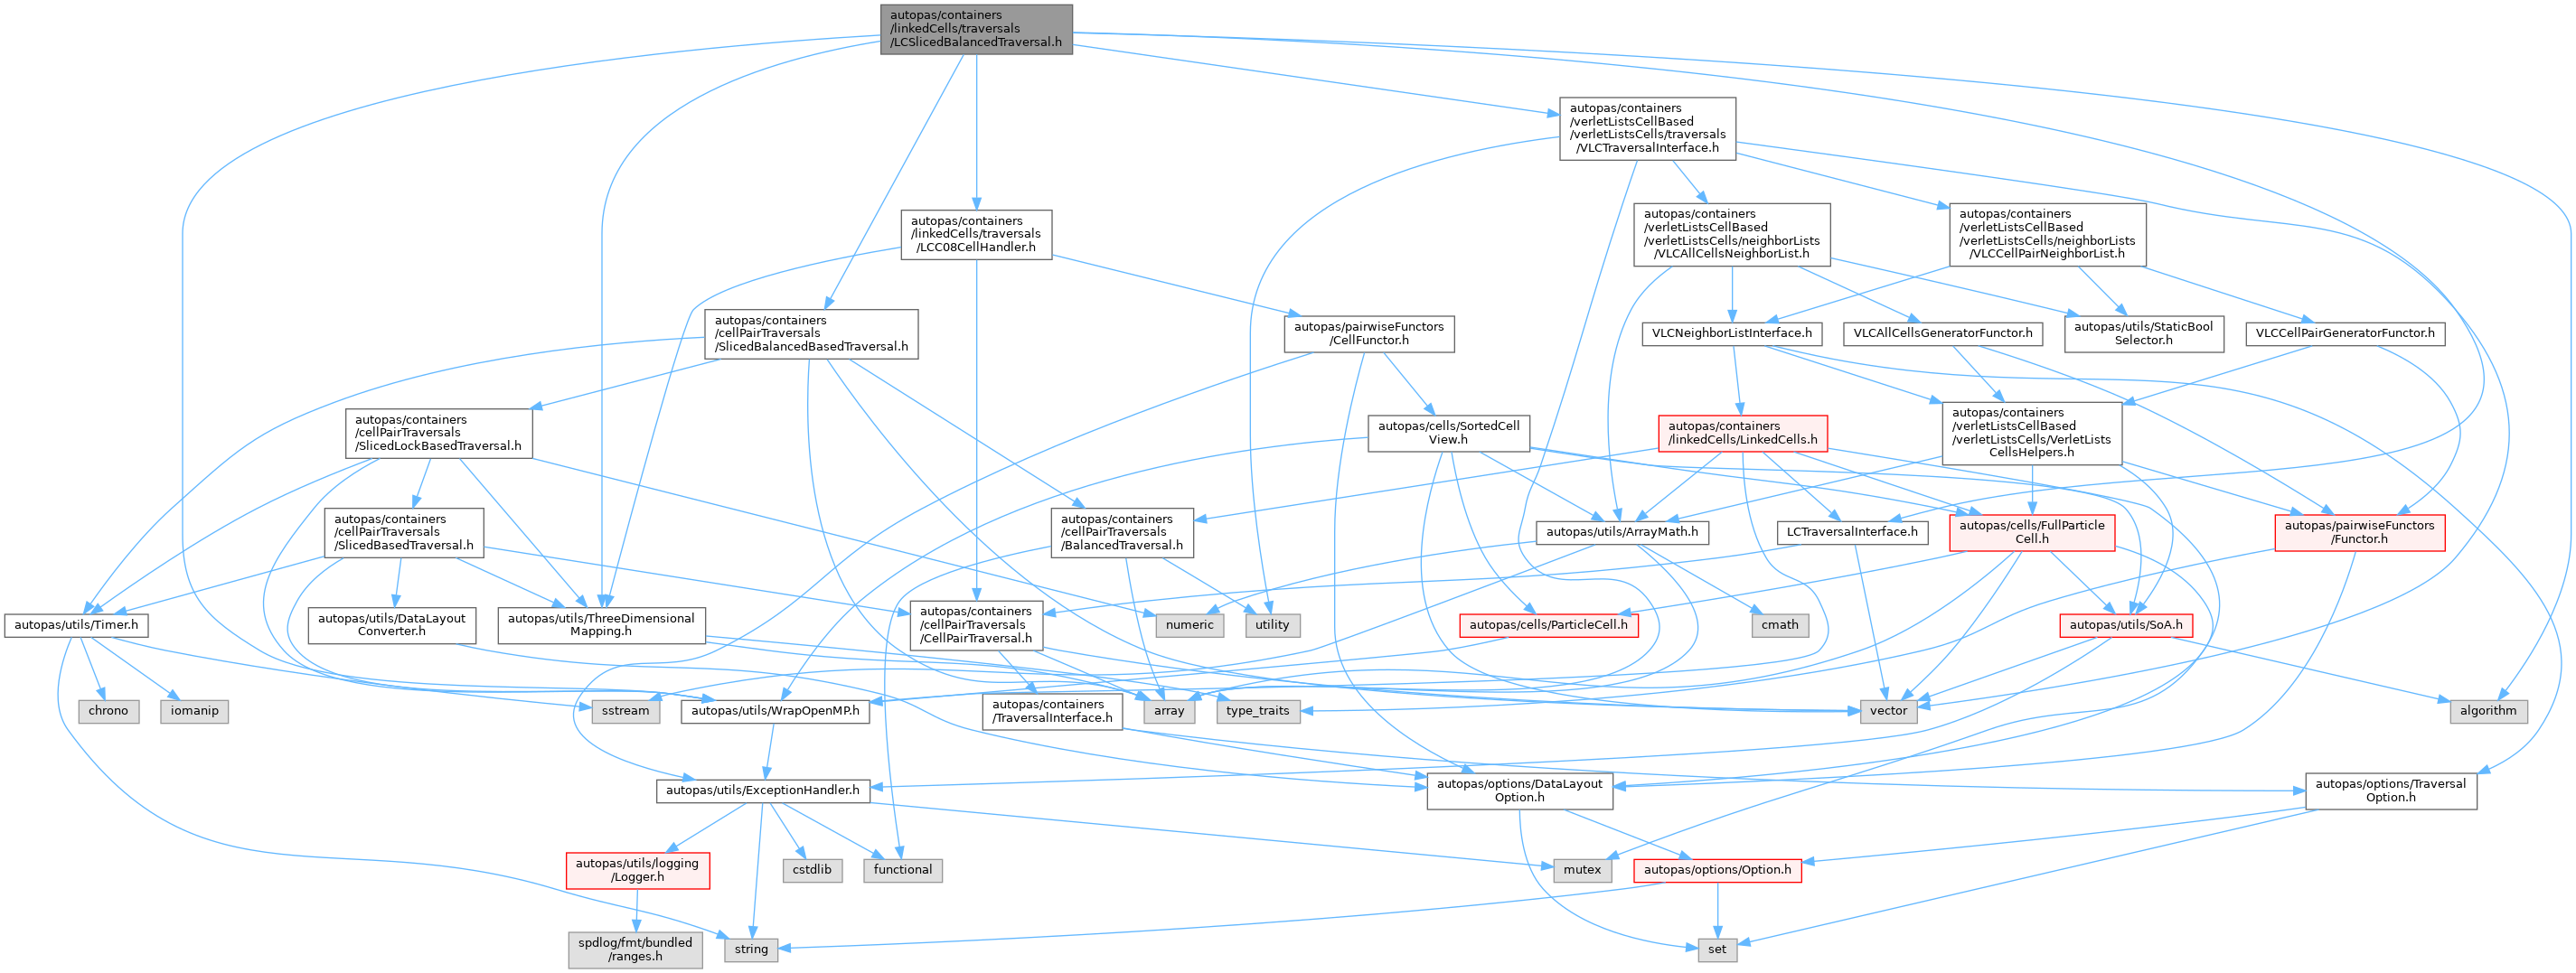 autopas/containers
/linkedCells/traversals
/LCSlicedBalancedTraversal.h
autopas/containers
/verletListsCellBased
/verletListsCells/traversals
/VLCTraversalInterface.h
autopas/containers
/linkedCells/traversals
/LCC08CellHandler.h
autopas/containers
/verletListsCellBased
/verletListsCells/neighborLists
/VLCAllCellsNeighborList.h
autopas/containers
/verletListsCellBased
/verletListsCells/neighborLists
/VLCCellPairNeighborList.h
autopas/containers
/cellPairTraversals
/SlicedBalancedBasedTraversal.h
autopas/pairwiseFunctors
/CellFunctor.h
VLCNeighborListInterface.h
VLCAllCellsGeneratorFunctor.h
autopas/utils/StaticBool
Selector.h
VLCCellPairGeneratorFunctor.h
autopas/containers
/cellPairTraversals
/SlicedLockBasedTraversal.h
autopas/cells/SortedCell
View.h
autopas/containers
/linkedCells/LinkedCells.h
autopas/containers
/verletListsCellBased
/verletListsCells/VerletLists
CellsHelpers.h
autopas/containers
/cellPairTraversals
/SlicedBasedTraversal.h
autopas/containers
/cellPairTraversals
/BalancedTraversal.h
autopas/utils/ArrayMath.h
LCTraversalInterface.h
autopas/cells/FullParticle
Cell.h
autopas/pairwiseFunctors
/Functor.h
autopas/utils/Timer.h
autopas/utils/DataLayout
Converter.h
autopas/utils/ThreeDimensional
Mapping.h
autopas/containers
/cellPairTraversals
/CellPairTraversal.h
numeric
utility
autopas/cells/ParticleCell.h
cmath
autopas/utils/SoA.h
chrono
iomanip
sstream
autopas/utils/WrapOpenMP.h
autopas/containers
/TraversalInterface.h
array
type_traits
vector
algorithm
autopas/utils/ExceptionHandler.h
autopas/options/DataLayout
Option.h
autopas/options/Traversal
Option.h
autopas/utils/logging
/Logger.h
cstdlib
functional
mutex
autopas/options/Option.h
spdlog/fmt/bundled
/ranges.h
string
set